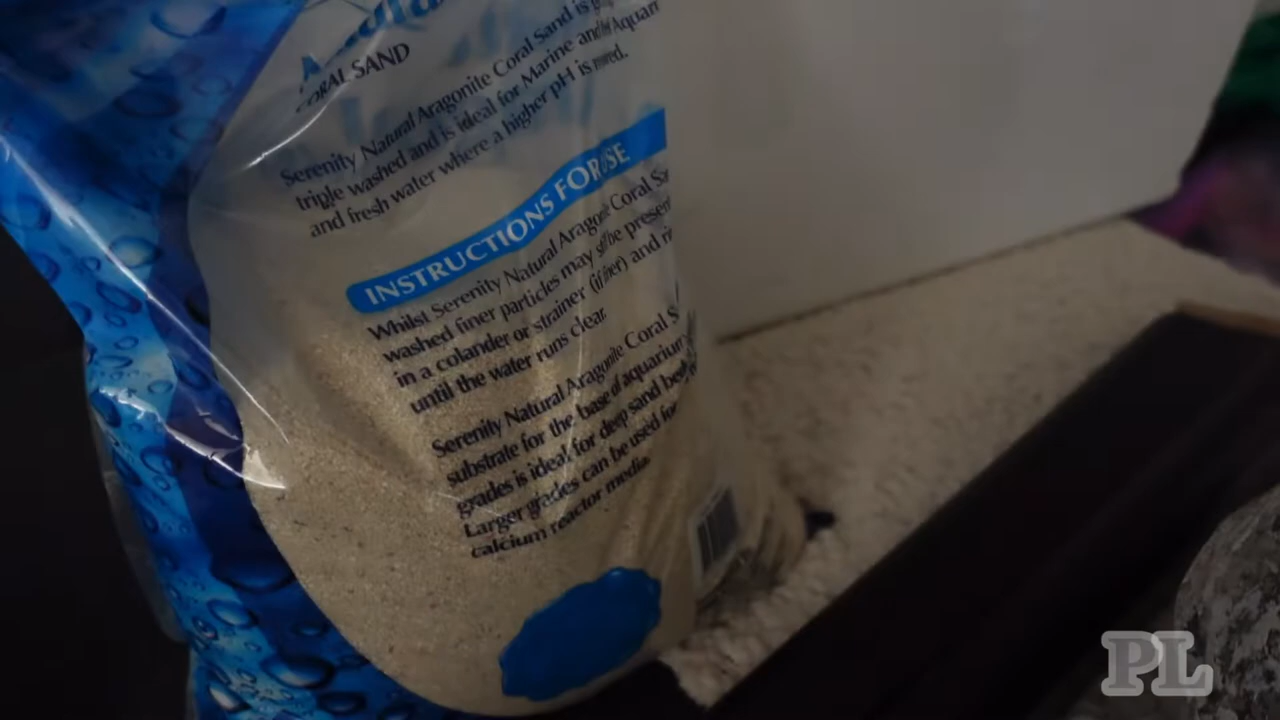 CORAL SAND
Serenity Natural Aragonite Coral Sand is
triple washed and is ideal for Marine and Aquari
and fresh water where a higher pH is
INSTRUCTIONS FOR USE
Whilst Serenity Natural Aragonite Coral Sa
washed finer particles may still be present
in a colander or strainer (if finer) and ri
until the water runs clear.
Serenity Natural Aragonite Coral S
substrate for the base of aquarium
grades is ideal for deep sand bed
Larger grades can be used for
calcium reactor media.
PL